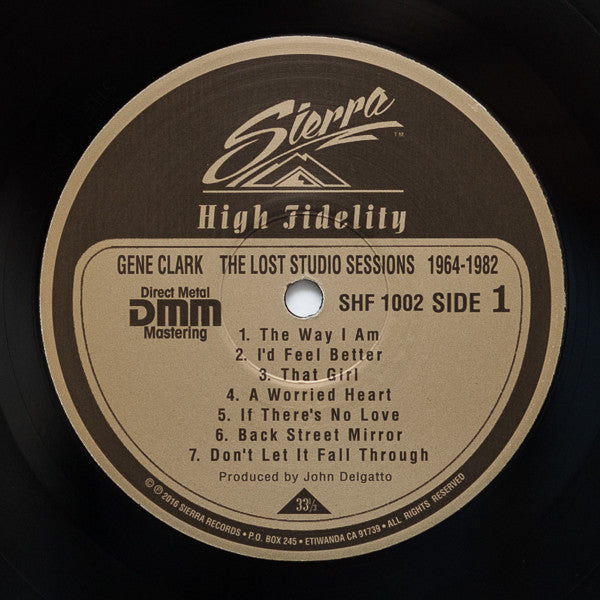 Sierra TM
High Fidelity
GENE CLARK THE LOST STUDIO SESSIONS 1964-1982
Direct Metal
DMM
Mastering
SHF 1002 SIDE 1
1. The Way I Am
2. I'd Feel Better
3. That Girl
4. A Worried Heart
5. If There's No Love
6. Back Street Mirror
7. Don't Let It Fall Through
Produced by John Delgatto
33⅓
© ℗ 2016 SIERRA RECORDS • P.O. BOX 245 • ETIWANDA CA 91739 • ALL RIGHTS RESERVED